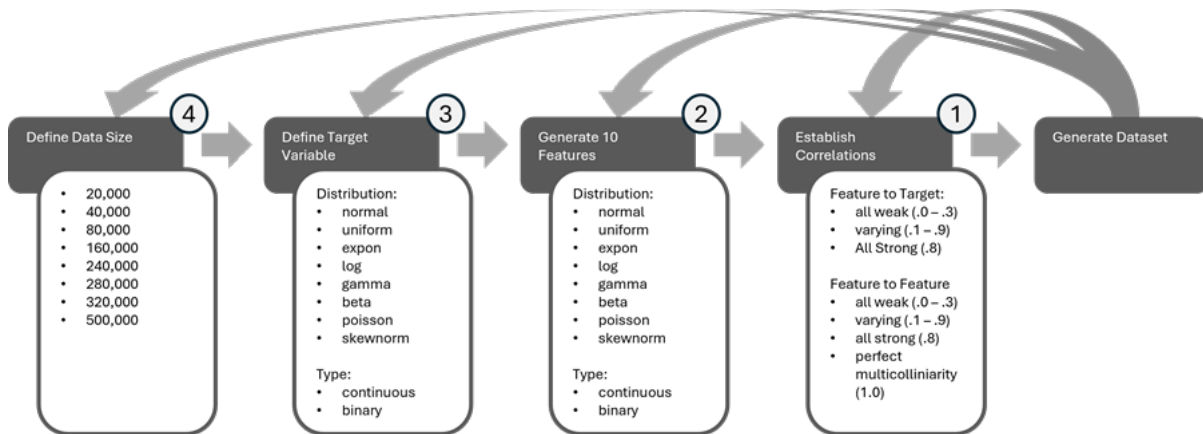 4
Define Data Size
• 20,000
• 40,000
• 80,000
• 160,000
• 240,000
• 280,000
• 320,000
• 500,000
3
Define Target
Variable
Distribution:
• normal
• uniform
• expon
• log
• gamma
• beta
• poisson
• skewnorm
Type:
• continuous
• binary
2
Generate 10
Features
Distribution:
• normal
• uniform
• expon
• log
• gamma
• beta
• poisson
• skewnorm
Type:
• continuous
• binary
1
Establish
Correlations
Feature to Target:
• all weak (.0 – .3)
• varying (.1 – .9)
• All Strong (.8)
Feature to Feature
• all weak (.0 – .3)
• varying (.1 – .9)
• all strong (.8)
• perfect
multicolliniarity
(1.0)
Generate Dataset